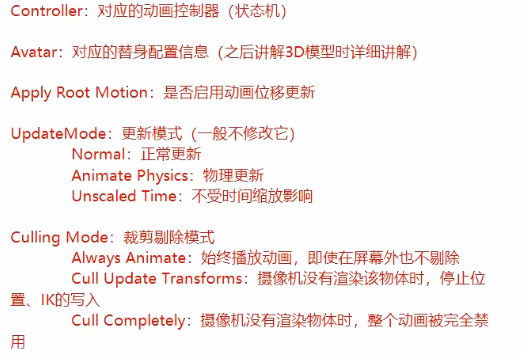 Controller：对应的动画控制器（状态机）
Avatar：对应的替身配置信息（之后讲解3D模型时详细讲解）
Apply Root Motion：是否启用动画位移更新
UpdateMode：更新模式（一般不修改它）
Normal：正常更新
Animate Physics：物理更新
Unscaled Time：不受时间缩放影响
Culling Mode：裁剪剔除模式
Always Animate：始终播放动画，即使在屏幕外也不剔除
Cull Update Transforms：摄像机没有渲染该物体时，停止位
置、IK的写入
Cull Completely：摄像机没有渲染物体时，整个动画被完全禁
用